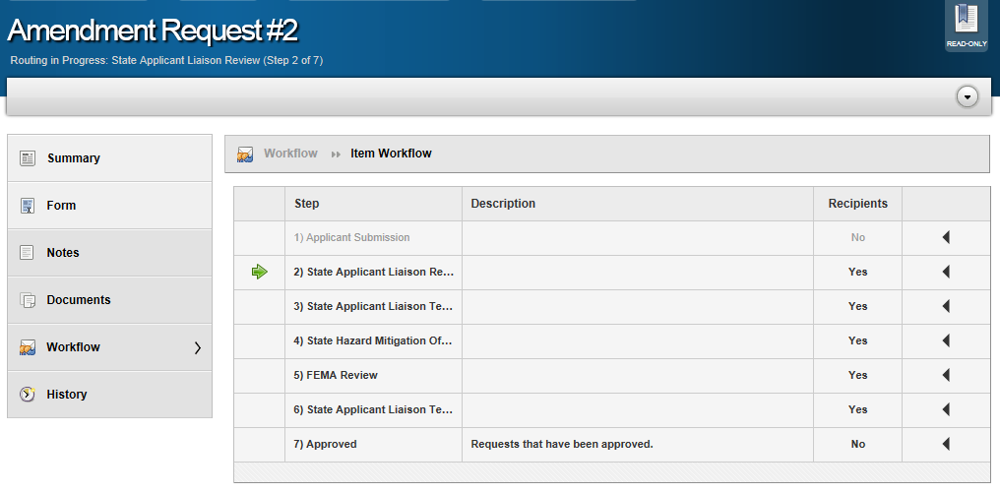 Amendment Request #2
READ-ONLY
Routing in Progress: State Applicant Liaison Review (Step 2 of 7)
Summary
Form
Notes
Documents
Workflow
History
Workflow Item Workflow
Step Description Recipients
1) Applicant Submission No
2) State Applicant Liaison Re... Yes
3) State Applicant Liaison Te... Yes
4) State Hazard Mitigation Of... Yes
5) FEMA Review Yes
6) State Applicant Liaison Te... Yes
7) Approved Requests that have been approved. No